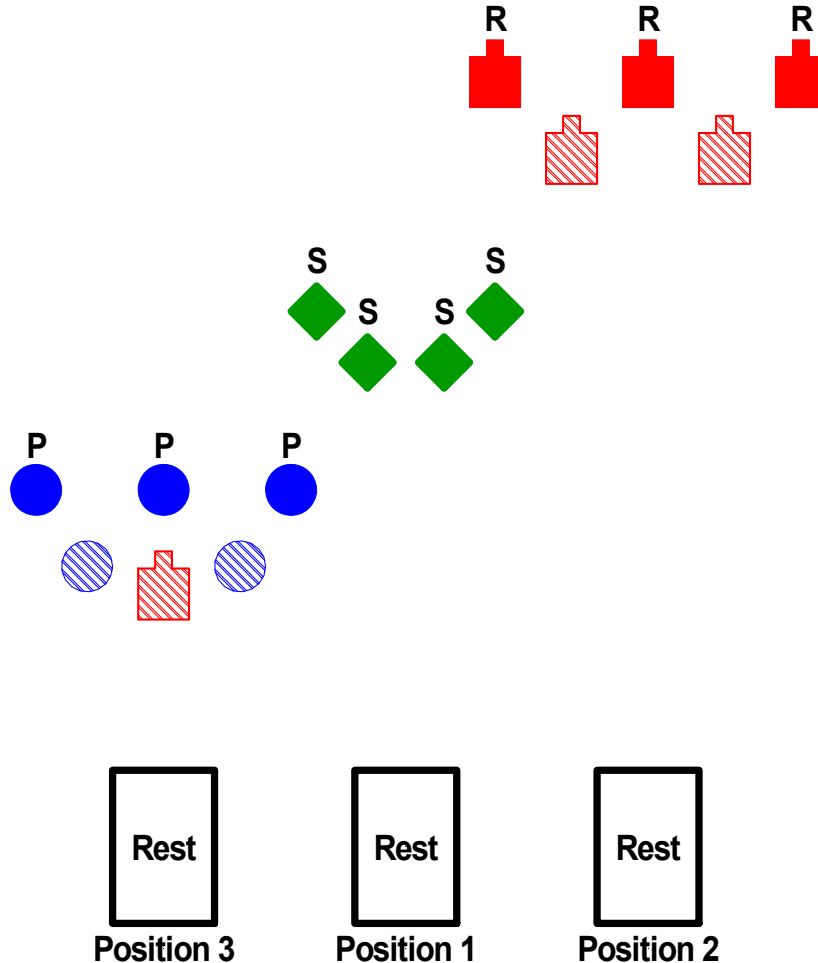 R R R
S S
S S
P P P
Rest Rest Rest
Position 3 Position 1 Position 2